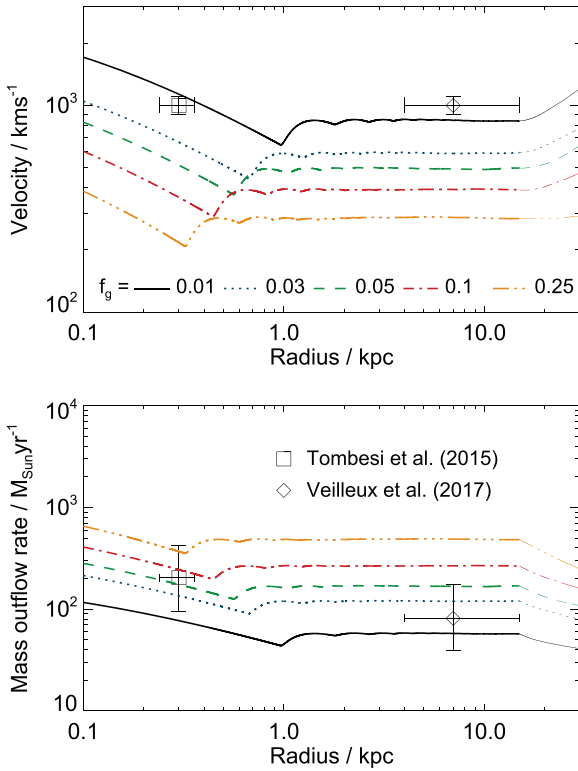 10³
10²
Velocity / kms⁻¹
f_g = 0.01 0.03 0.05 0.1 0.25
0.1 1.0 10.0
Radius / kpc
10⁴
10³
10²
10
Mass outflow rate / M_Sun yr⁻¹
Tombesi et al. (2015)
Veilleux et al. (2017)
0.1 1.0 10.0
Radius / kpc